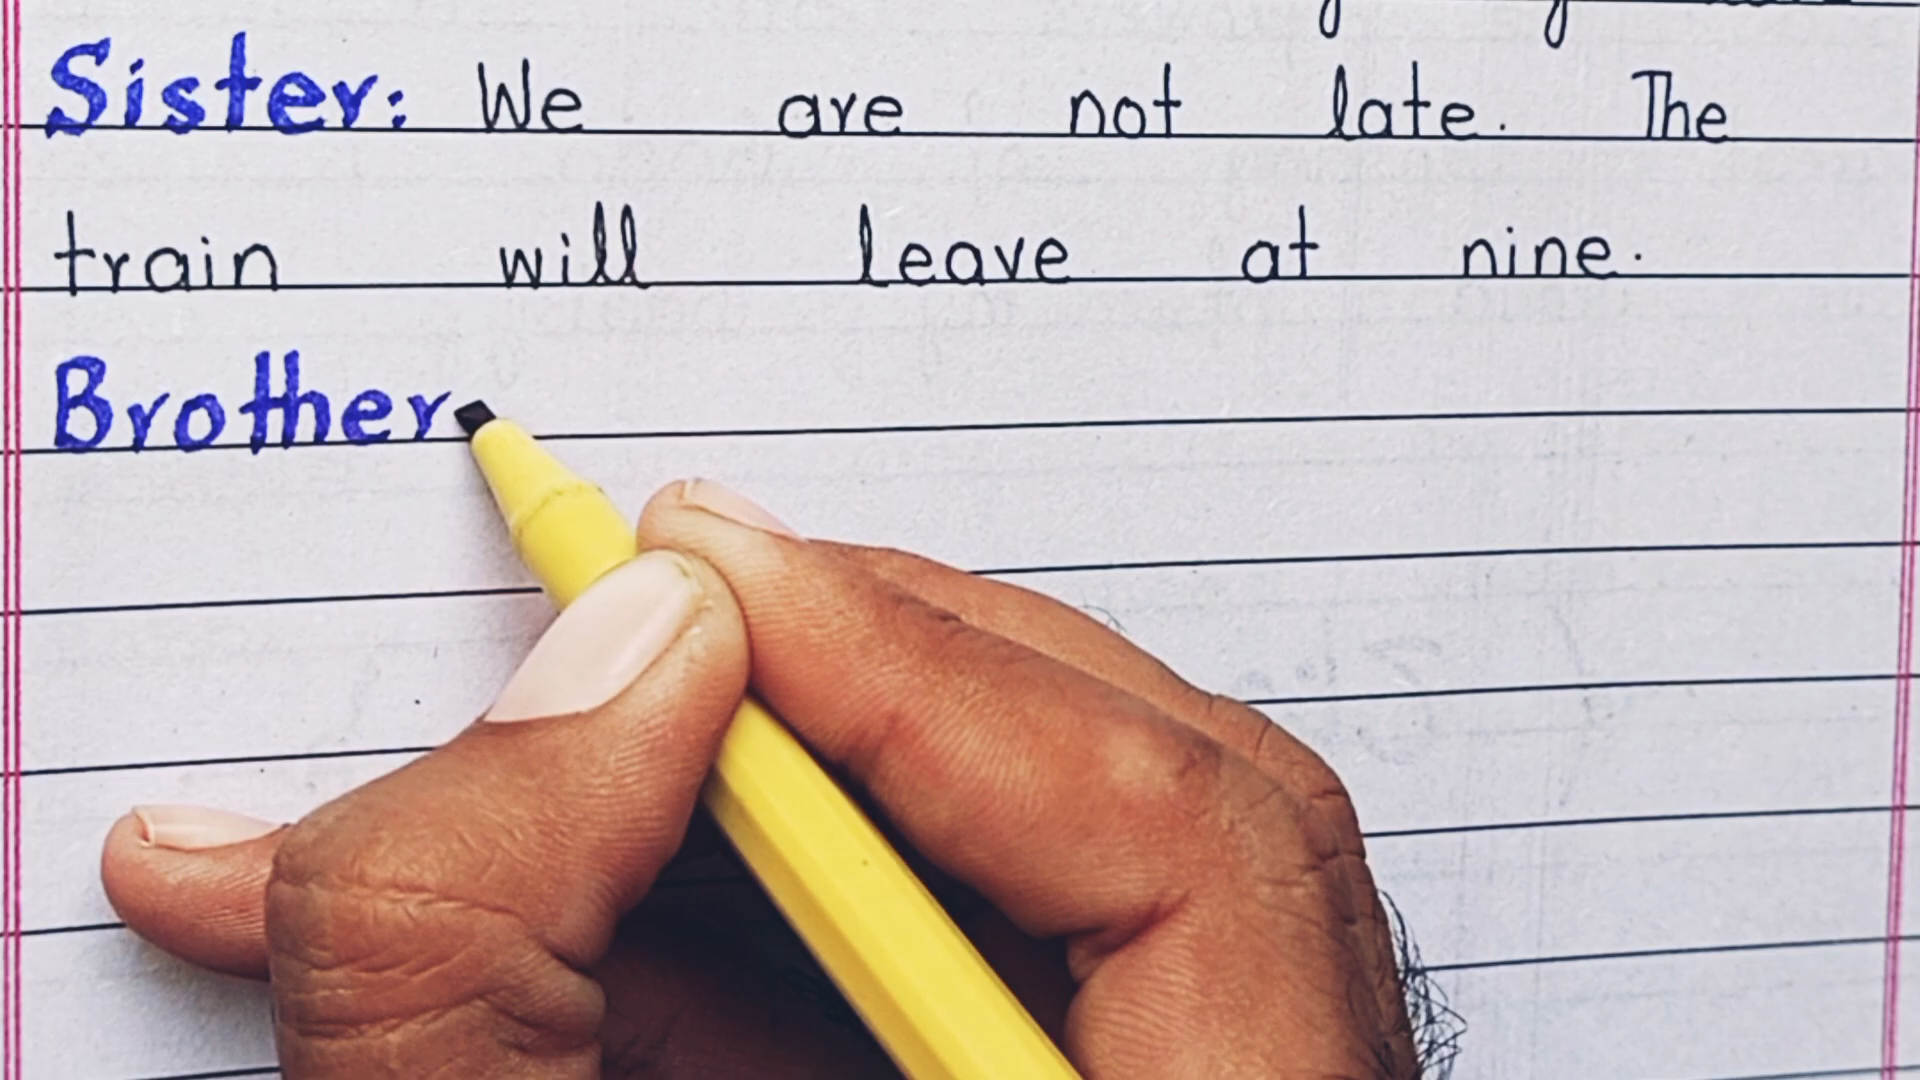 Sister: We are not late. The
train will leave at nine.
Brother